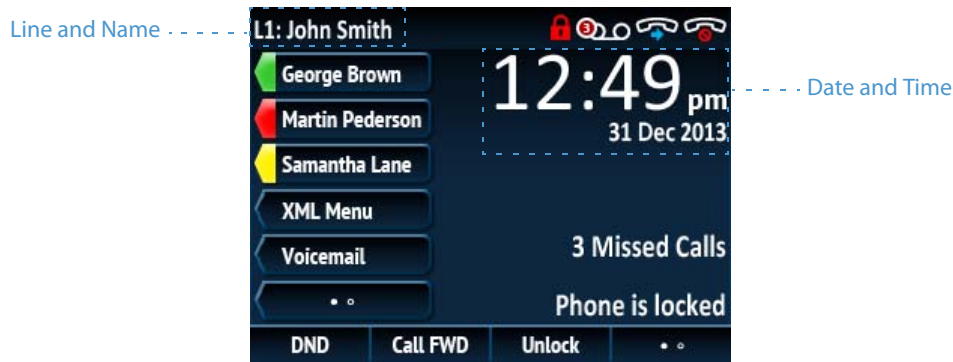 Line and Name
L1: John Smith
3
George Brown
Martin Pederson
Samantha Lane
XML Menu
Voicemail
12:49 pm
31 Dec 2013
Date and Time
3 Missed Calls
Phone is locked
DND Call FWD Unlock